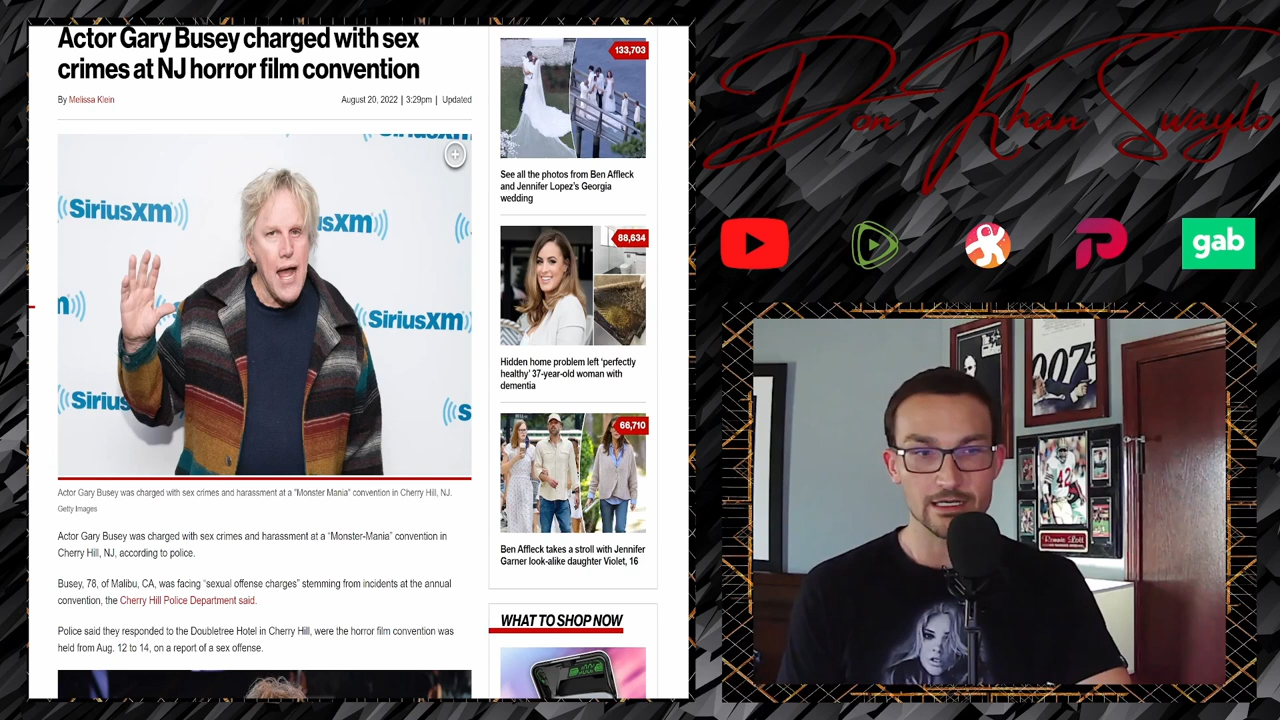 Actor Gary Busey charged with sex
crimes at NJ horror film convention
By Melissa Klein
August 20, 2022 | 3:29pm | Updated
SiriusXM
SiriusXM
SiriusXM
Actor Gary Busey was charged with sex crimes and harassment at a "Monster Mania" convention in Cherry Hill, NJ.
Getty Images
Actor Gary Busey was charged with sex crimes and harassment at a “Monster-Mania” convention in
Cherry Hill, NJ, according to police.
Busey, 78, of Malibu, CA, was facing “sexual offense charges” stemming from incidents at the annual
convention, the Cherry Hill Police Department said.
Police said they responded to the Doubletree Hotel in Cherry Hill, were the horror film convention was
held from Aug. 12 to 14, on a report of a sex offense.
133,703
See all the photos from Ben Affleck
and Jennifer Lopez’s Georgia
wedding
88,634
Hidden home problem left ‘perfectly
healthy’ 37-year-old woman with
dementia
66,710
Ben Affleck takes a stroll with Jennifer
Garner look-alike daughter Violet, 16
WHAT TO SHOP NOW
Don Khan Swaylo
gab
007
42
Ronnie Lott